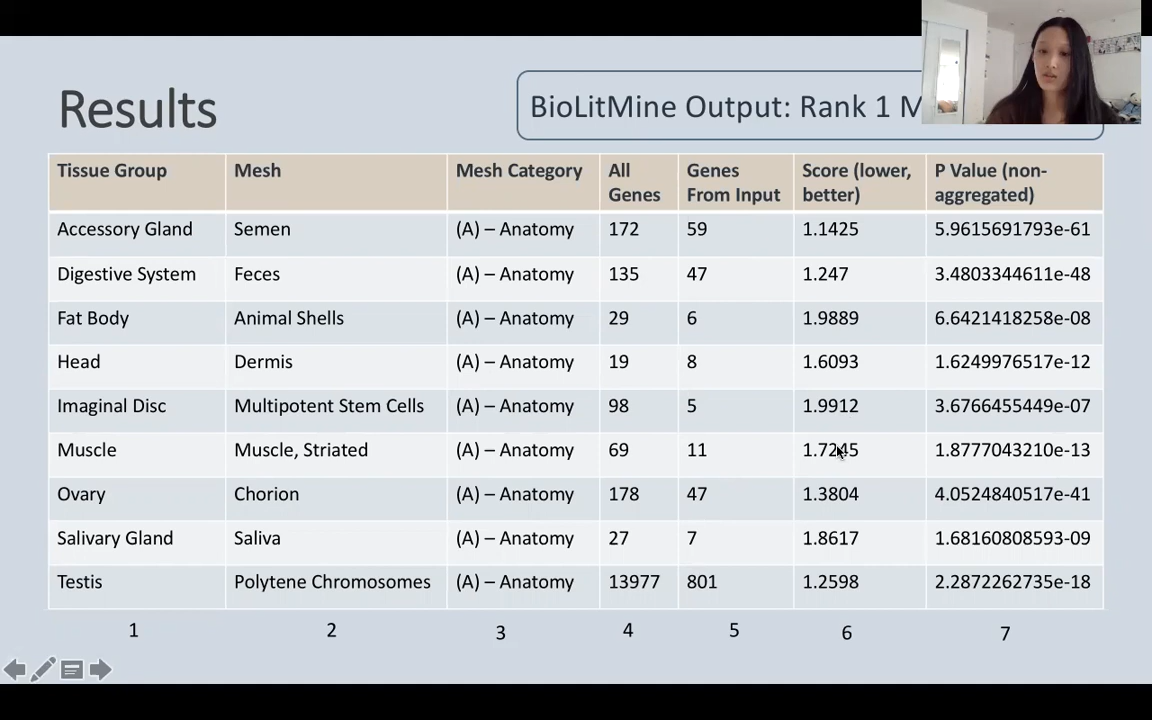 Results
BioLitMine Output: Rank 1
Tissue Group Mesh Mesh Category All Genes Genes From Input Score (lower, better) P Value (non-aggregated)
Accessory Gland Semen (A) – Anatomy 172 59 1.1425 5.9615691793e-61
Digestive System Feces (A) – Anatomy 135 47 1.247 3.4803344611e-48
Fat Body Animal Shells (A) – Anatomy 29 6 1.9889 6.6421418258e-08
Head Dermis (A) – Anatomy 19 8 1.6093 1.6249976517e-12
Imaginal Disc Multipotent Stem Cells (A) – Anatomy 98 5 1.9912 3.6766455449e-07
Muscle Muscle, Striated (A) – Anatomy 69 11 1.7245 1.8777043210e-13
Ovary Chorion (A) – Anatomy 178 47 1.3804 4.0524840517e-41
Salivary Gland Saliva (A) – Anatomy 27 7 1.8617 1.68160808593-09
Testis Polytene Chromosomes (A) – Anatomy 13977 801 1.2598 2.2872262735e-18
1 2 3 4 5 6 7